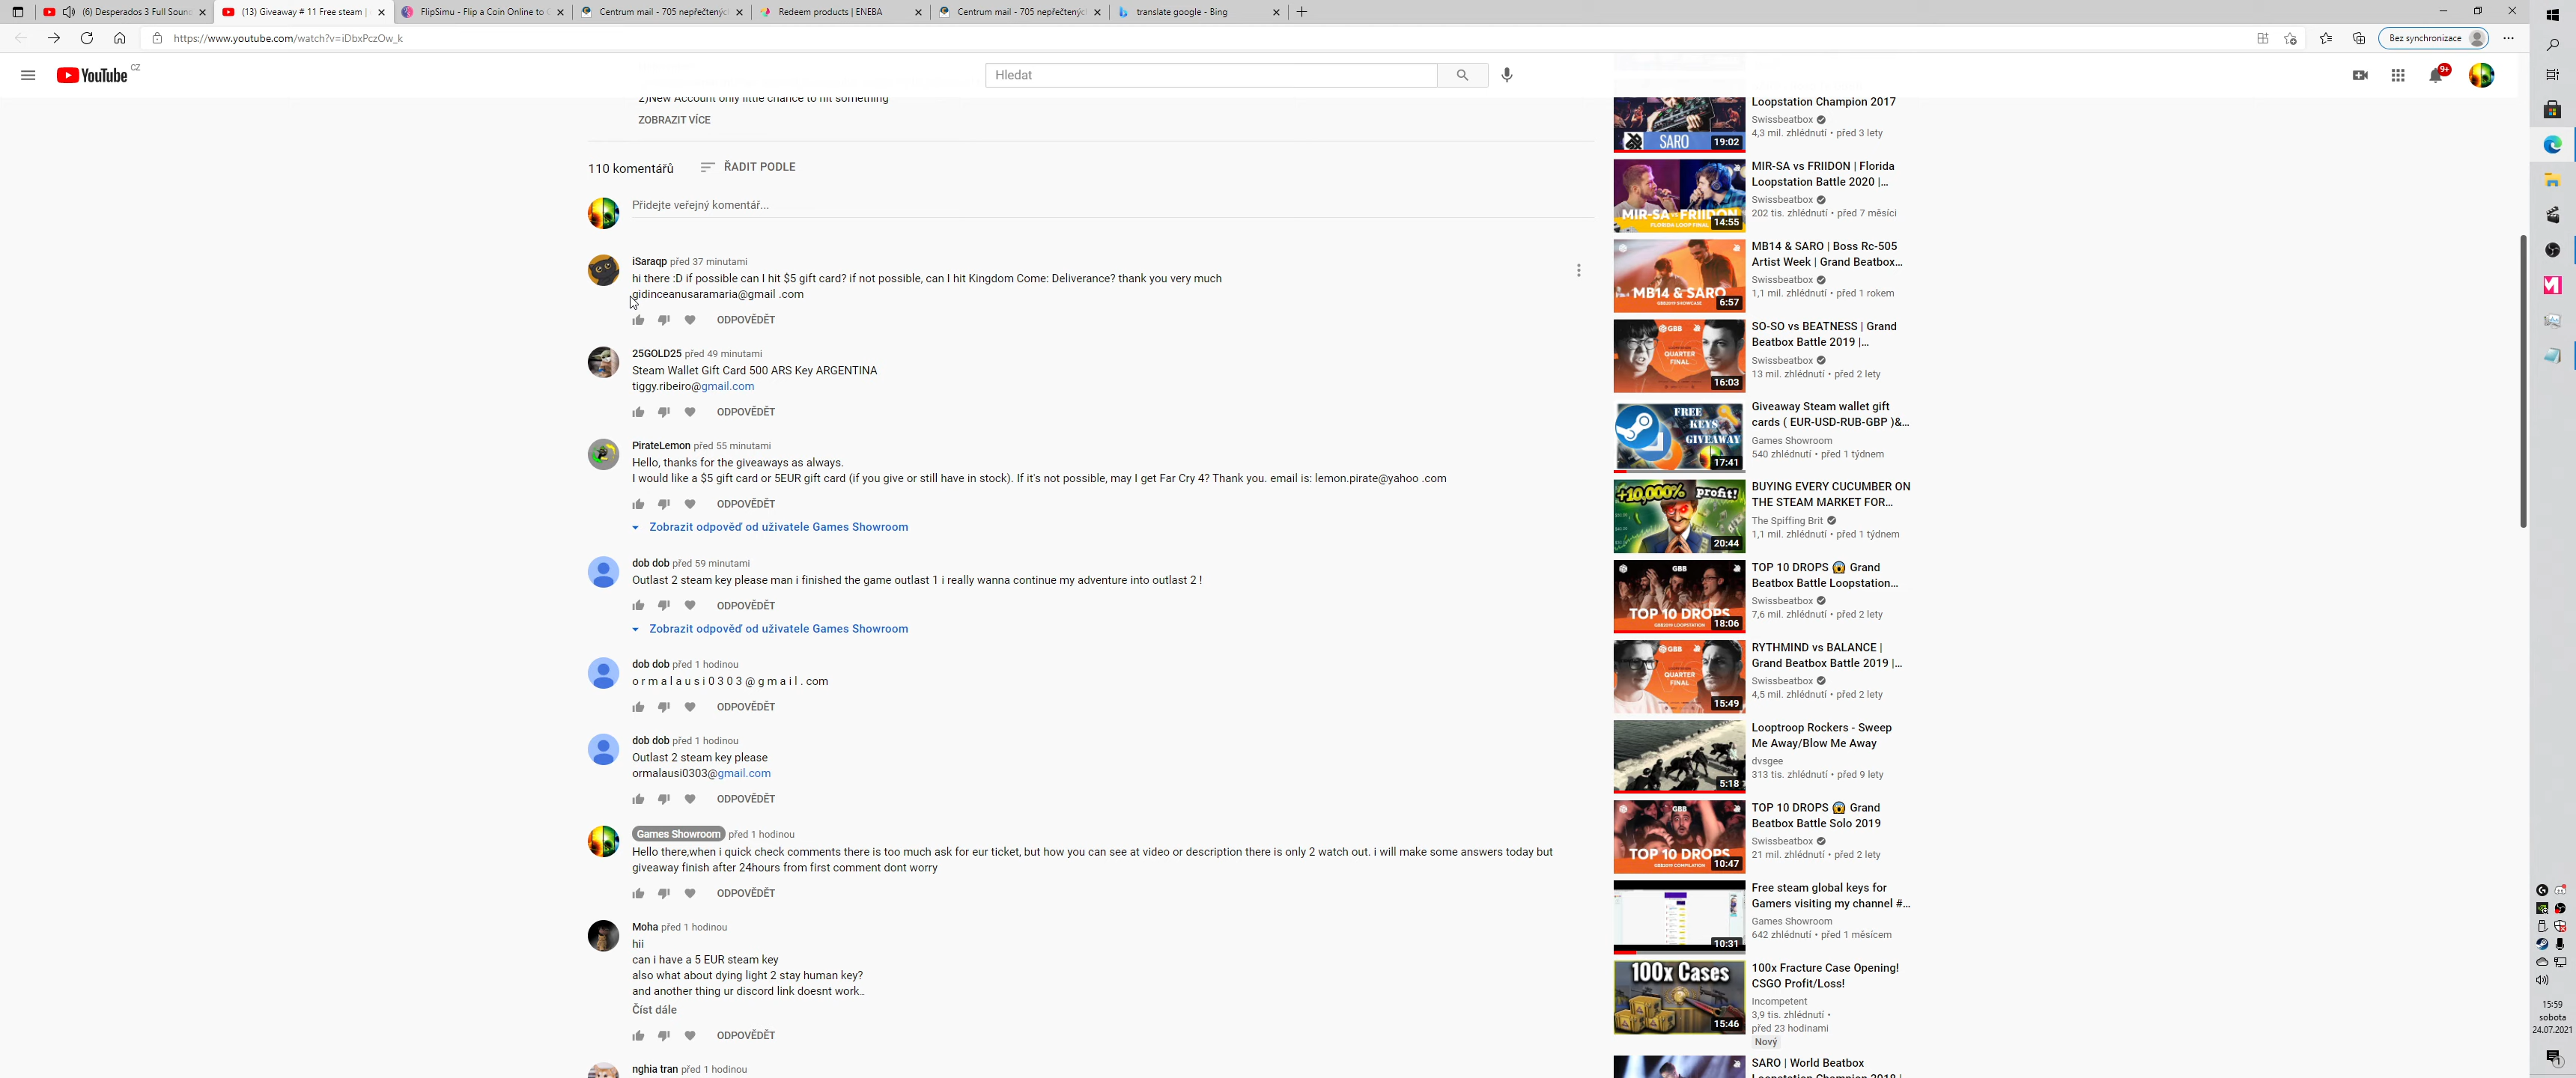 (6) Desperados 3 Full Soun
(13) Giveaway # 11 Free steam |
FlipSimu - Flip a Coin Online to
Centrum mail - 705 nepřečtený
Redeem products | ENEBA
Centrum mail - 705 nepřečtený
translate google - Bing
https://www.youtube.com/watch?v=iDbxPczOw_k
Bez synchronizace
YouTube CZ
Hledat
9+
2)New Account only little chance to hit something
ZOBRAZIT VÍCE
110 komentářů
ŘADIT PODLE
Přidejte veřejný komentář...
iSaraqp před 37 minutami
hi there :D if possible can I hit $5 gift card? if not possible, can I hit Kingdom Come: Deliverance? thank you very much
gidinceanusaramaria@gmail .com
ODPOVĚDĚT
25GOLD25 před 49 minutami
Steam Wallet Gift Card 500 ARS Key ARGENTINA
tiggy.ribeiro@gmail.com
ODPOVĚDĚT
PirateLemon před 55 minutami
Hello, thanks for the giveaways as always.
I would like a $5 gift card or 5EUR gift card (if you give or still have in stock). If it's not possible, may I get Far Cry 4? Thank you. email is: lemon.pirate@yahoo .com
ODPOVĚDĚT
Zobrazit odpověď od uživatele Games Showroom
dob dob před 59 minutami
Outlast 2 steam key please man i finished the game outlast 1 i really wanna continue my adventure into outlast 2 !
ODPOVĚDĚT
Zobrazit odpověď od uživatele Games Showroom
dob dob před 1 hodinou
o r m a l a u s i 0 3 0 3 @ g m a i l . com
ODPOVĚDĚT
dob dob před 1 hodinou
Outlast 2 steam key please
ormalausi0303@gmail.com
ODPOVĚDĚT
Games Showroom před 1 hodinou
Hello there,when i quick check comments there is too much ask for eur ticket, but how you can see at video or description there is only 2 watch out. i will make some answers today but
giveaway finish after 24hours from first comment dont worry
ODPOVĚDĚT
Moha před 1 hodinou
hii
can i have a 5 EUR steam key
also what about dying light 2 stay human key?
and another thing ur discord link doesnt work..
Číst dále
ODPOVĚDĚT
nghia tran před 1 hodinou
SARO
19:02
Loopstation Champion 2017
Swissbeatbox
4,3 mil. zhlédnutí • před 3 lety
MIR-SA vs FRIIDON
FLORIDA LOOP FINAL
14:55
MIR-SA vs FRIIDON | Florida
Loopstation Battle 2020 |...
Swissbeatbox
202 tis. zhlédnutí • před 7 měsíci
MB14 & SARO
6:57
MB14 & SARO | Boss Rc-505
Artist Week | Grand Beatbox...
Swissbeatbox
1,1 mil. zhlédnutí • před 1 rokem
GBB
QUARTER
FINAL
16:03
SO-SO vs BEATNESS | Grand
Beatbox Battle 2019 |...
Swissbeatbox
13 mil. zhlédnutí • před 2 lety
FREE
KEYS
GIVEAWAY
17:41
Giveaway Steam wallet gift
cards ( EUR-USD-RUB-GBP )&...
Games Showroom
540 zhlédnutí • před 1 týdnem
+10,000% profit!
20:44
BUYING EVERY CUCUMBER ON
THE STEAM MARKET FOR...
The Spiffing Brit
1,1 mil. zhlédnutí • před 1 týdnem
GBB
TOP 10 DROPS
18:06
TOP 10 DROPS 😱 Grand
Beatbox Battle Loopstation...
Swissbeatbox
7,6 mil. zhlédnutí • před 2 lety
GBB
QUARTER
FINAL
15:49
RYTHMIND vs BALANCE |
Grand Beatbox Battle 2019 |...
Swissbeatbox
4,5 mil. zhlédnutí • před 2 lety
5:18
Looptroop Rockers - Sweep
Me Away/Blow Me Away
dvsgee
313 tis. zhlédnutí • před 9 lety
GBB
TOP 10 DROPS
10:47
TOP 10 DROPS 😱 Grand
Beatbox Battle Solo 2019
Swissbeatbox
21 mil. zhlédnutí • před 2 lety
10:31
Free steam global keys for
Gamers visiting my channel #...
Games Showroom
642 zhlédnutí • před 1 měsícem
100x Cases
15:46
100x Fracture Case Opening!
CSGO Profit/Loss!
Incompetent
3,9 tis. zhlédnutí •
před 23 hodinami
Nový
SARO | World Beatbox
15:59
sobota
24.07.2021
1